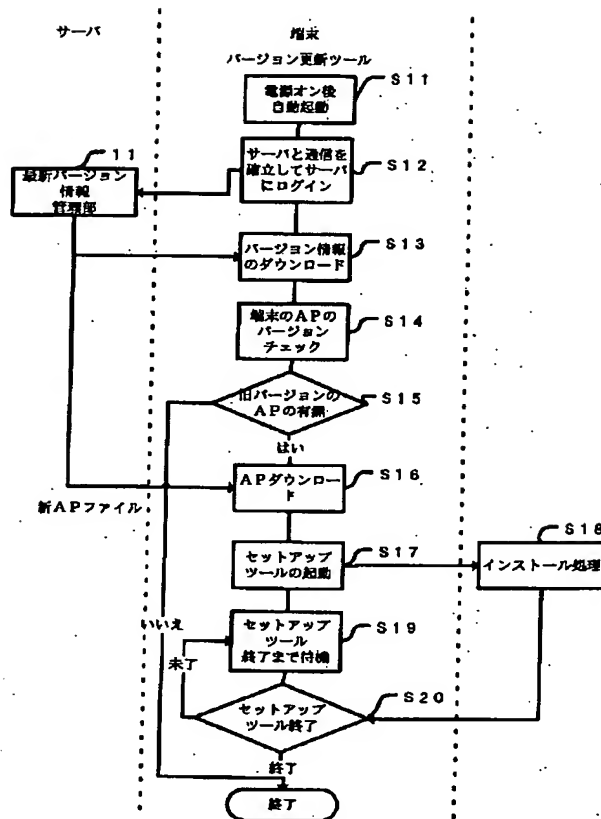 サーバ
端末
バージョン更新ツール
電源オン後
自動起動
S11
サーバと通信を
確立してサーバ
にログイン
S12
11
最新バージョン
情報
管理部
バージョン情報
のダウンロード
S13
端末のAPの
バージョン
チェック
S14
旧バージョンの
APの有無
S15
はい
APダウンロー
ド
S16
新APファイル
セットアップ
ツールの起動
S17
S18
インストール処理
いいえ
セットアップ
ツール
終了まで待機
S19
未了
セットアップ
ツール終了
S20
終了
終了